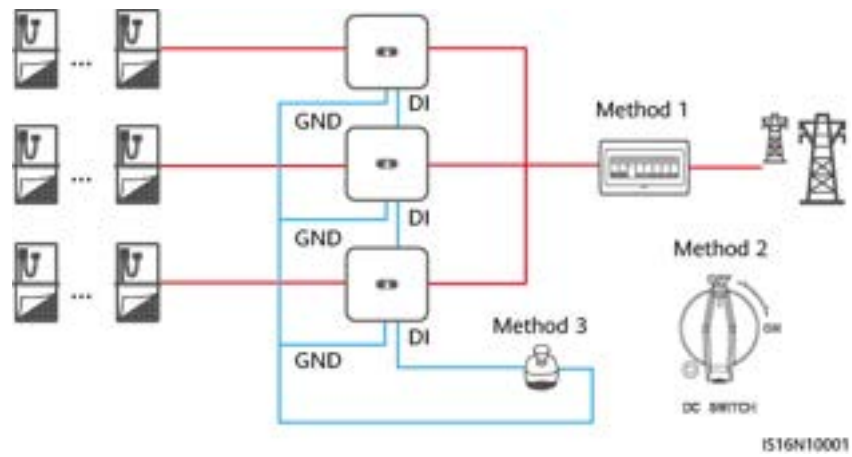 ...
...
...
GND
DI
GND
DI
GND
DI
Method 1
Method 2
Method 3
DC SWITCH
IS16N10001